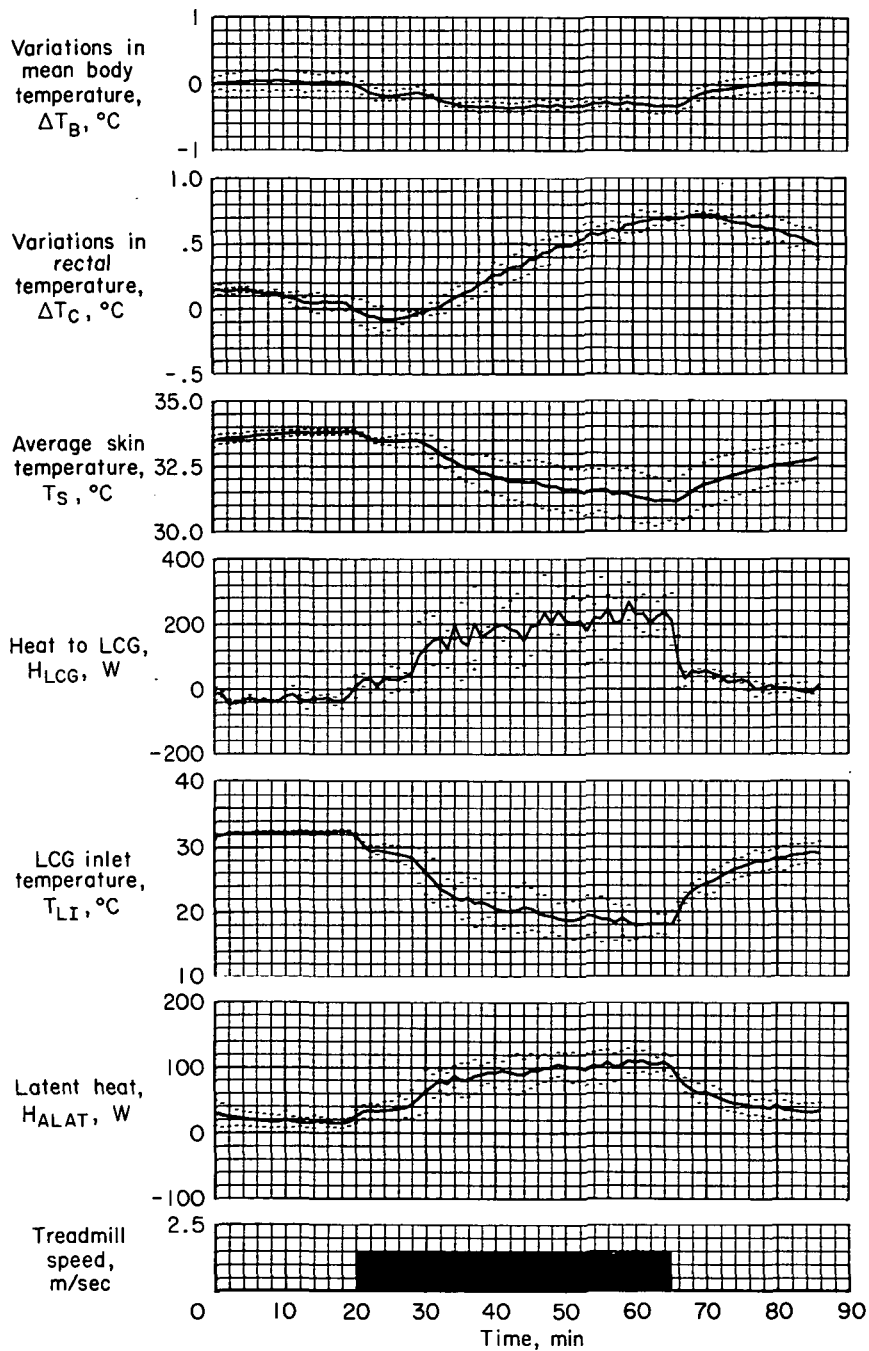 Variations in
mean body
temperature,
ΔT_B, °C
1
0
-1
Variations in
rectal
temperature,
ΔT_C, °C
1.0
.5
0
-.5
Average skin
temperature,
T_S, °C
35.0
32.5
30.0
Heat to LCG,
H_LCG, W
400
200
0
-200
LCG inlet
temperature,
T_LI, °C
40
30
20
10
Latent heat,
H_ALAT, W
200
100
0
-100
Treadmill
speed,
m/sec
2.5
0 10 20 30 40 50 60 70 80 90
Time, min